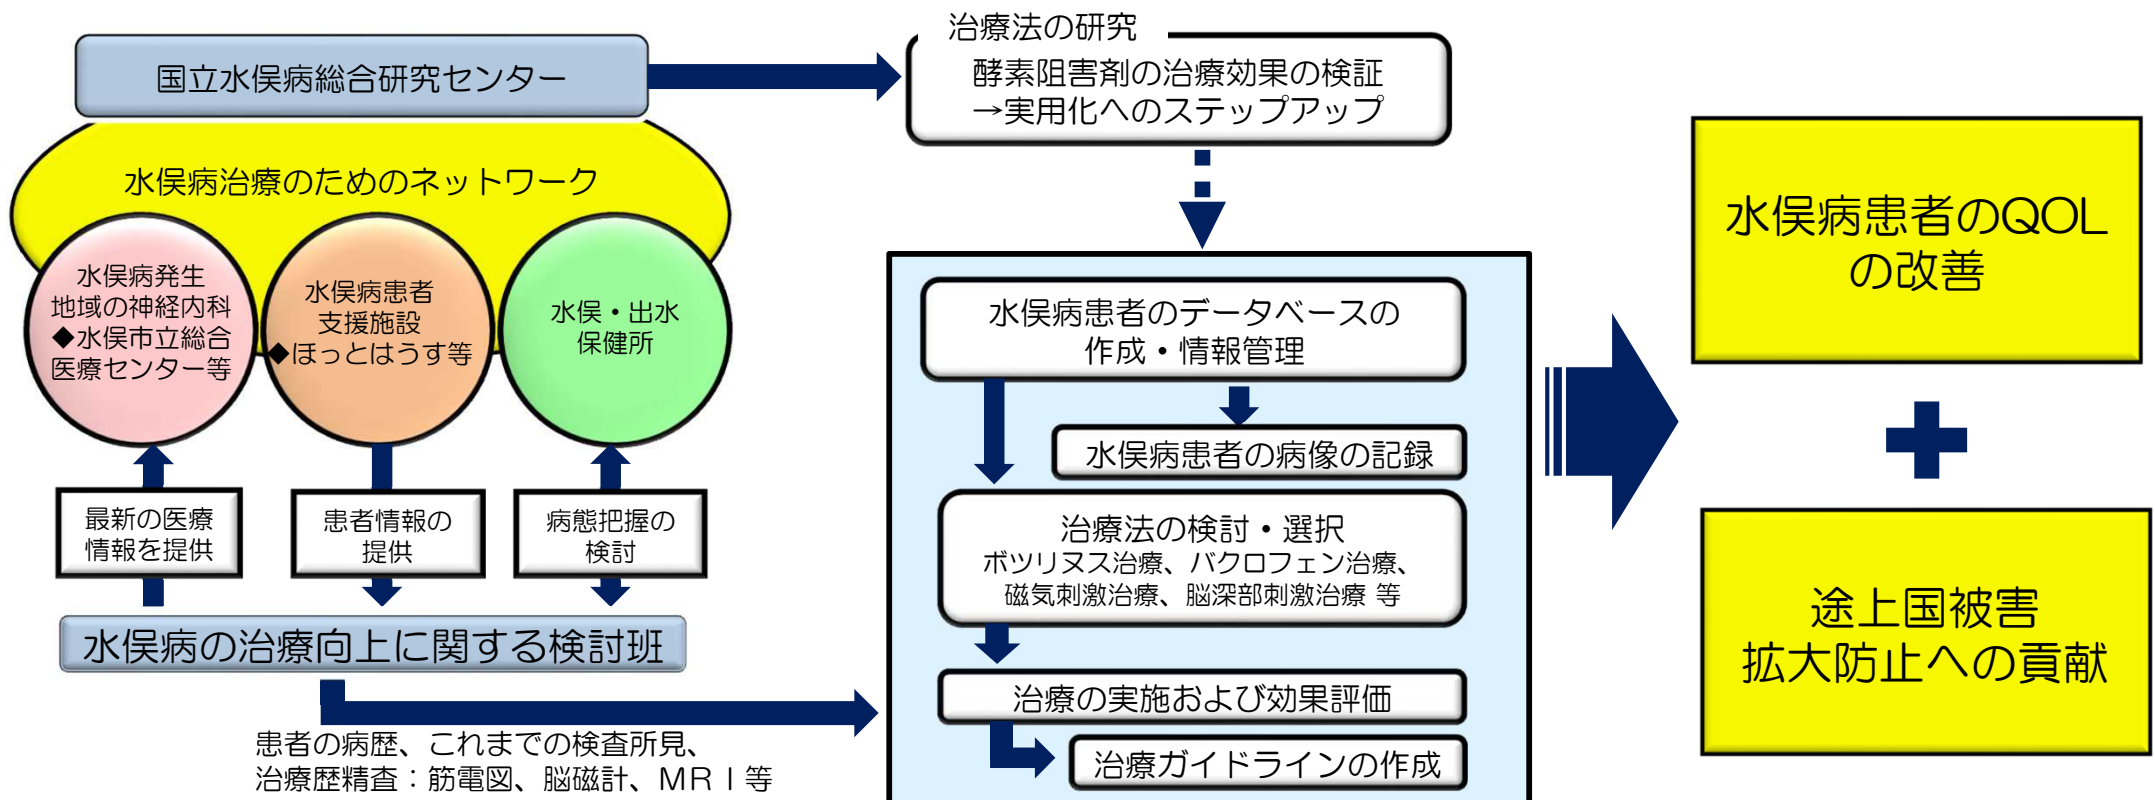 国立水俣病総合研究センター
水俣病治療のためのネットワーク
水俣病発生
地域の神経内科
◆水俣市立総合
医療センター等
水俣病患者
支援施設
◆ほっとはうす等
水俣・出水
保健所
最新の医療
情報を提供
患者情報の
提供
病態把握の
検討
水俣病の治療向上に関する検討班
患者の病歴、これまでの検査所見、
治療歴精査：筋電図、脳磁計、ＭＲＩ等
治療法の研究
酵素阻害剤の治療効果の検証
→実用化へのステップアップ
水俣病患者のデータベースの
作成・情報管理
水俣病患者の病像の記録
治療法の検討・選択
ボツリヌス治療、バクロフェン治療、
磁気刺激治療、脳深部刺激治療 等
治療の実施および効果評価
治療ガイドラインの作成
水俣病患者のQOL
の改善
途上国被害
拡大防止への貢献